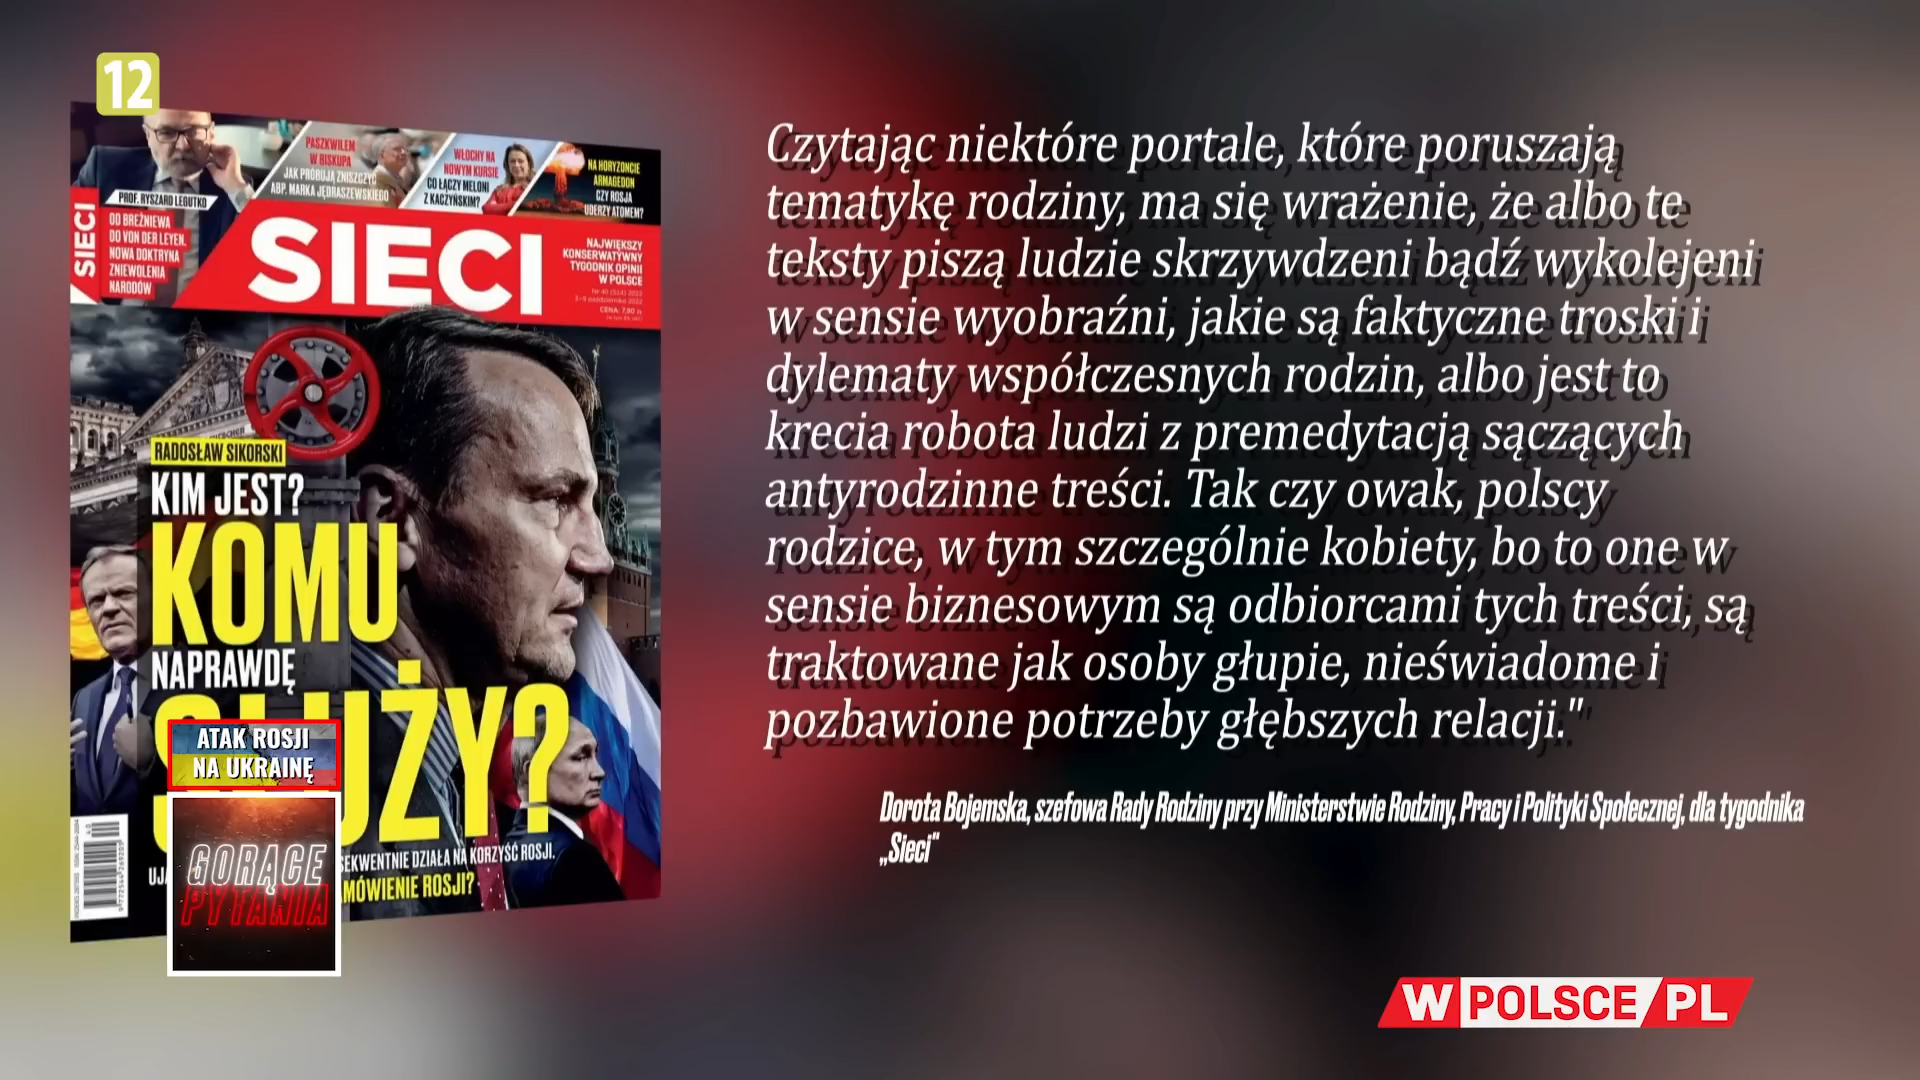 12
PROF. RYSZARD LEGUTKO
OD BREŻNIEWA
DO VON DER LEYEN.
NOWA DOKTRYNA
ZNIEWOLENIA
NARODÓW
SIECI
PASZKWILEM
W BISKUPA
JAK PRÓBUJĄ ZNISZCZYĆ
ABP. MARKA JĘDRASZEWSKIEGO
WŁOCHY NA
NOWYM KURSIE
CO ŁĄCZY MELONI
Z KACZYŃSKIM?
NA HORYZONCIE
ARMAGEDON
CZY ROSJA
UDERZY ATOMEM?
SIECI
NAJWIĘKSZY
KONSERWATYWNY
TYGODNIK OPINII
W POLSCE
CENA: 7,90 zł
RADOSŁAW SIKORSKI
KIM JEST?
KOMU
NAPRAWDĘ
SŁUŻY?
SEKWENTNIE DZIAŁA NA KORZYŚĆ ROSJI.
MÓWIENIE ROSJI?
ATAK ROSJI
NA UKRAINĘ
GORĄCE
PYTANIA
Czytając niektóre portale, które poruszają
tematykę rodziny, ma się wrażenie, że albo te
teksty piszą ludzie skrzywdzeni bądź wykolejeni
w sensie wyobraźni, jakie są faktyczne troski i
dylematy współczesnych rodzin, albo jest to
krecia robota ludzi z premedytacją sączących
antyrodzinne treści. Tak czy owak, polscy
rodzice, w tym szczególnie kobiety, bo to one w
sensie biznesowym są odbiorcami tych treści, są
traktowane jak osoby głupie, nieświadome i
pozbawione potrzeby głębszych relacji."
Dorota Bojemska, szefowa Rady Rodziny przy Ministerstwie Rodziny, Pracy i Polityki Społecznej, dla tygodnika
„Sieci"
W POLSCE/PL